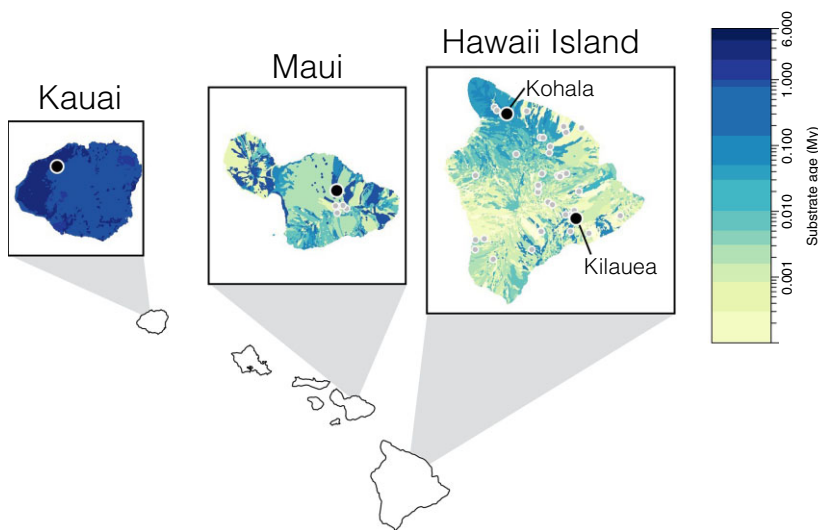 Hawaii Island
Maui
Kauai
Kohala
Kilauea
6.000
1.000
0.100
0.010
0.001
Substrate age (My)